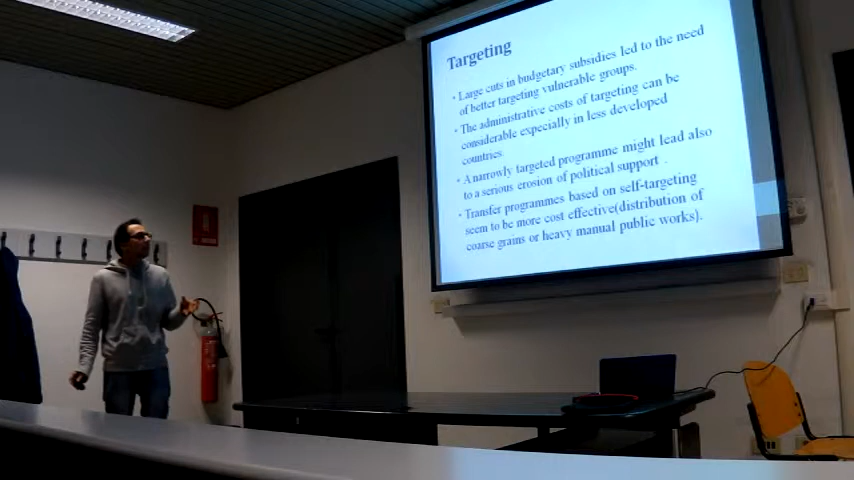 Targeting
• Large cuts in budgetary subsidies led to the need
of better targeting vulnerable groups.
• The administrative costs of targeting can be
considerable especially in less developed
countries.
• A narrowly targeted programme might lead also
to a serious erosion of political support .
• Transfer programmes based on self-targeting
seem to be more cost effective(distribution of
coarse grains or heavy manual public works).